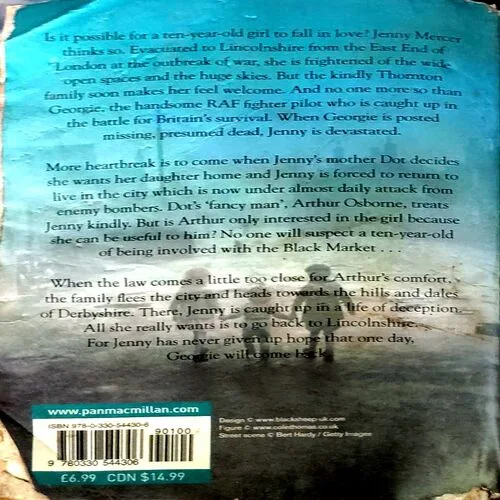 Is it possible for a ten-year-old girl to fall in love? Jenny Mercer
thinks so. Evacuated to Lincolnshire from the East End of
London at the outbreak of war, she is frightened of the wide
open spaces and the huge skies. But the kindly Thornton
family soon makes her feel welcome. And no one more so than
Georgie, the handsome RAF fighter pilot who is caught up in
the battle for Britain's survival. When Georgie is posted
missing, presumed dead, Jenny is devastated.
More heartbreak is to come when Jenny's mother Dot decides
she wants her daughter home and Jenny is forced to return to
live in the city which is now under almost daily attack from
enemy bombers. Dot's 'fancy man', Arthur Osborne, treats
Jenny kindly. But is Arthur only interested in the girl because
she can be useful to him? No one will suspect a ten-year-old
of being involved with the Black Market . . .
When the law comes a little too close for Arthur's comfort,
the family flees the city and heads towards the hills and dales
of Derbyshire. There, Jenny is caught up in a life of deception.
All she really wants is to go back to Lincolnshire.
For Jenny has never given up hope that one day,
Georgie will come back
www.panmacmillan.com
ISBN 978-0-330-54430-6
90100
9 780330 544306
£6.99 CDN $14.99
Design © www.blacksheep-uk.com
Figure © www.colinthomas.co.uk
Street scene © Bert Hardy / Getty Images